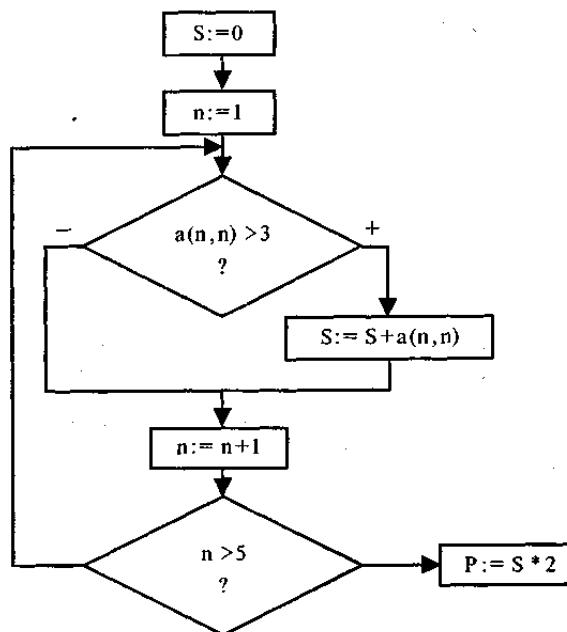 S:=0
n:=1
a(n,n) >3
?
–
+
S:= S+a(n,n)
n:= n+1
n >5
?
P:= S * 2